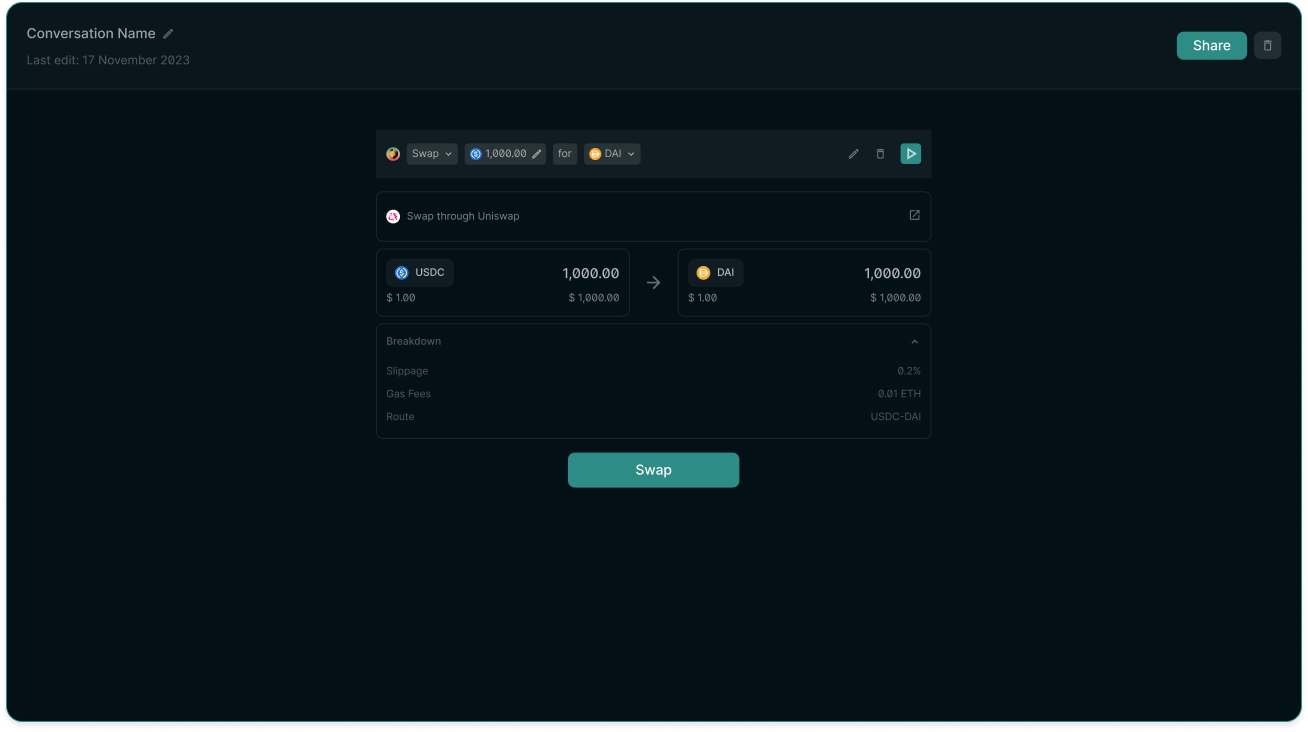 Conversation Name
Last edit: 17 November 2023
Share
Swap 1,000.00 for DAI
Swap through Uniswap
USDC 1,000.00
$ 1.00 $ 1,000.00
DAI 1,000.00
$ 1.00 $ 1,000.00
Breakdown
Slippage 0.2%
Gas Fees 0.01 ETH
Route USDC-DAI
Swap